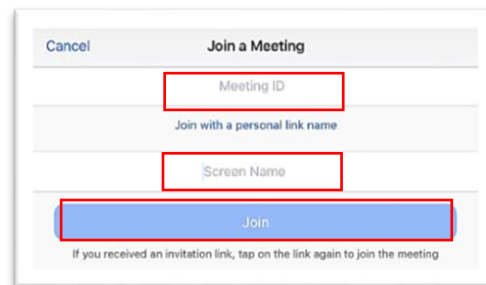 Cancel Join a Meeting
Meeting ID
Join with a personal link name
Screen Name
Join
If you received an invitation link, tap on the link again to join the meeting